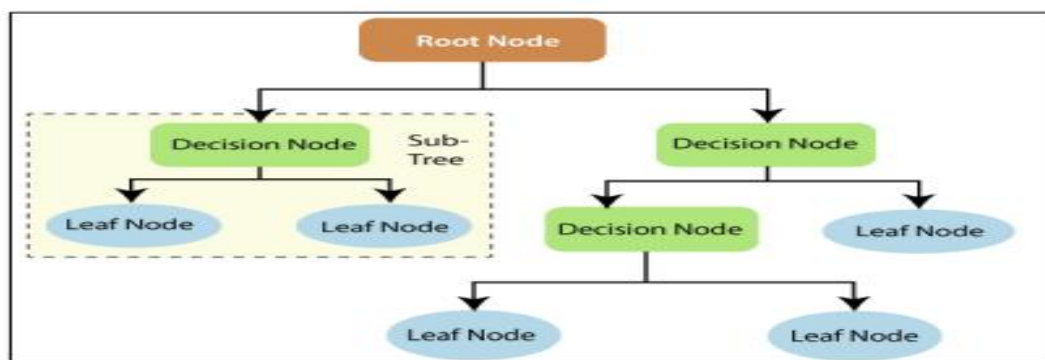 Root Node
Decision Node
Sub-
Tree
Decision Node
Leaf Node
Leaf Node
Decision Node
Leaf Node
Leaf Node
Leaf Node